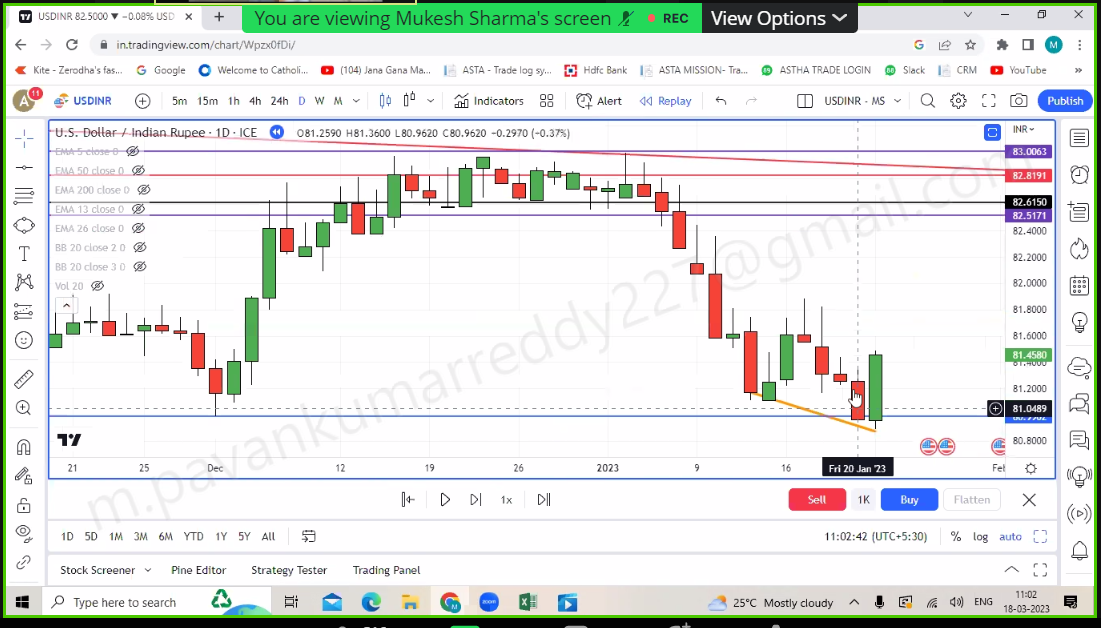 USDINR 82.5000 ▼ −0.08% USD
You are viewing Mukesh Sharma's screen
REC
View Options
in.tradingview.com/chart/Wpzx0fDi/
M
Kite - Zerodha's fas...
Google
Welcome to Catholi...
(104) Jana Gana Ma...
ASTA - Trade log sy...
Hdfc Bank
ASTA MISSION- Tra...
ASTHA TRADE LOGIN
Slack
CRM
YouTube
A
11
USDINR
5m 15m 1h 4h 24h D W M
Indicators
Alert
Replay
USDINR - MS
Publish
U.S. Dollar / Indian Rupee · 1D · ICE
O81.2590 H81.3600 L80.9620 C80.9620 -0.2970 (-0.37%)
INR
EMA 5 close 0
EMA 50 close 0
EMA 200 close 0
EMA 13 close 0
EMA 26 close 0
BB 20 close 2 0
BB 20 close 3 0
Vol 20
83.0063
82.8191
82.6150
82.5171
82.4000
82.2000
82.0000
81.8000
81.6000
81.4580
81.4000
81.2000
81.0489
80.8000
m.pavankumarreddy227@gmail.com
21 25 Dec 12 19 26 2023 9 16 Fri 20 Jan '23 Fel
1x
Sell
1K
Buy
Flatten
1D 5D 1M 3M 6M YTD 1Y 5Y All
11:02:42 (UTC+5:30)
% log auto
Stock Screener
Pine Editor
Strategy Tester
Trading Panel
Type here to search
zoom
25°C Mostly cloudy
ENG
11:02
18-03-2023